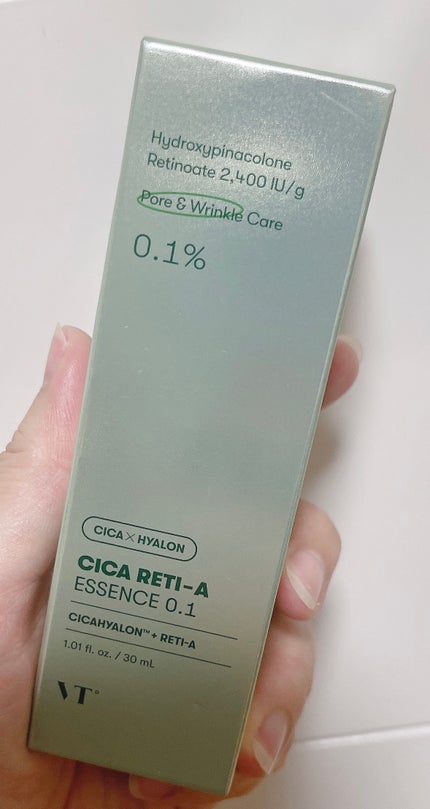 Hydroxypinacolone
Retinoate 2,400 IU/g
Pore & Wrinkle Care
0.1%
CICA×HYALON
CICA RETI-A
ESSENCE 0.1
CICAHYALON™ + RETI-A
1.01 fl. oz. / 30 mL
VT®